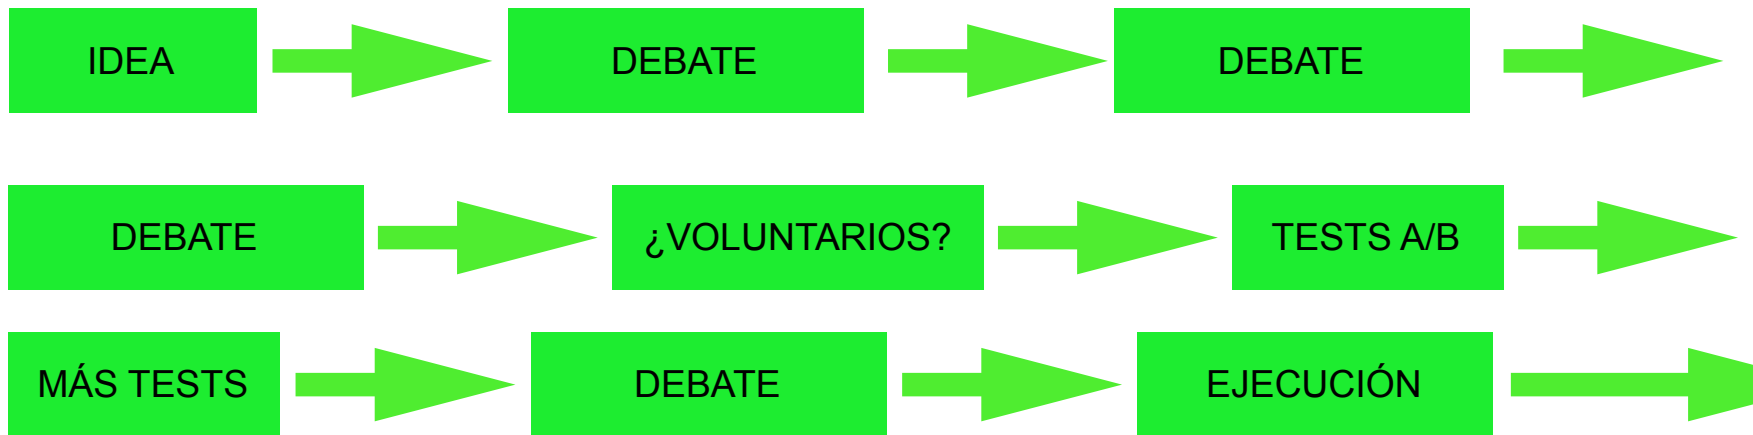 IDEA DEBATE DEBATE
DEBATE ¿VOLUNTARIOS? TESTS A/B
MÁS TESTS DEBATE EJECUCIÓN